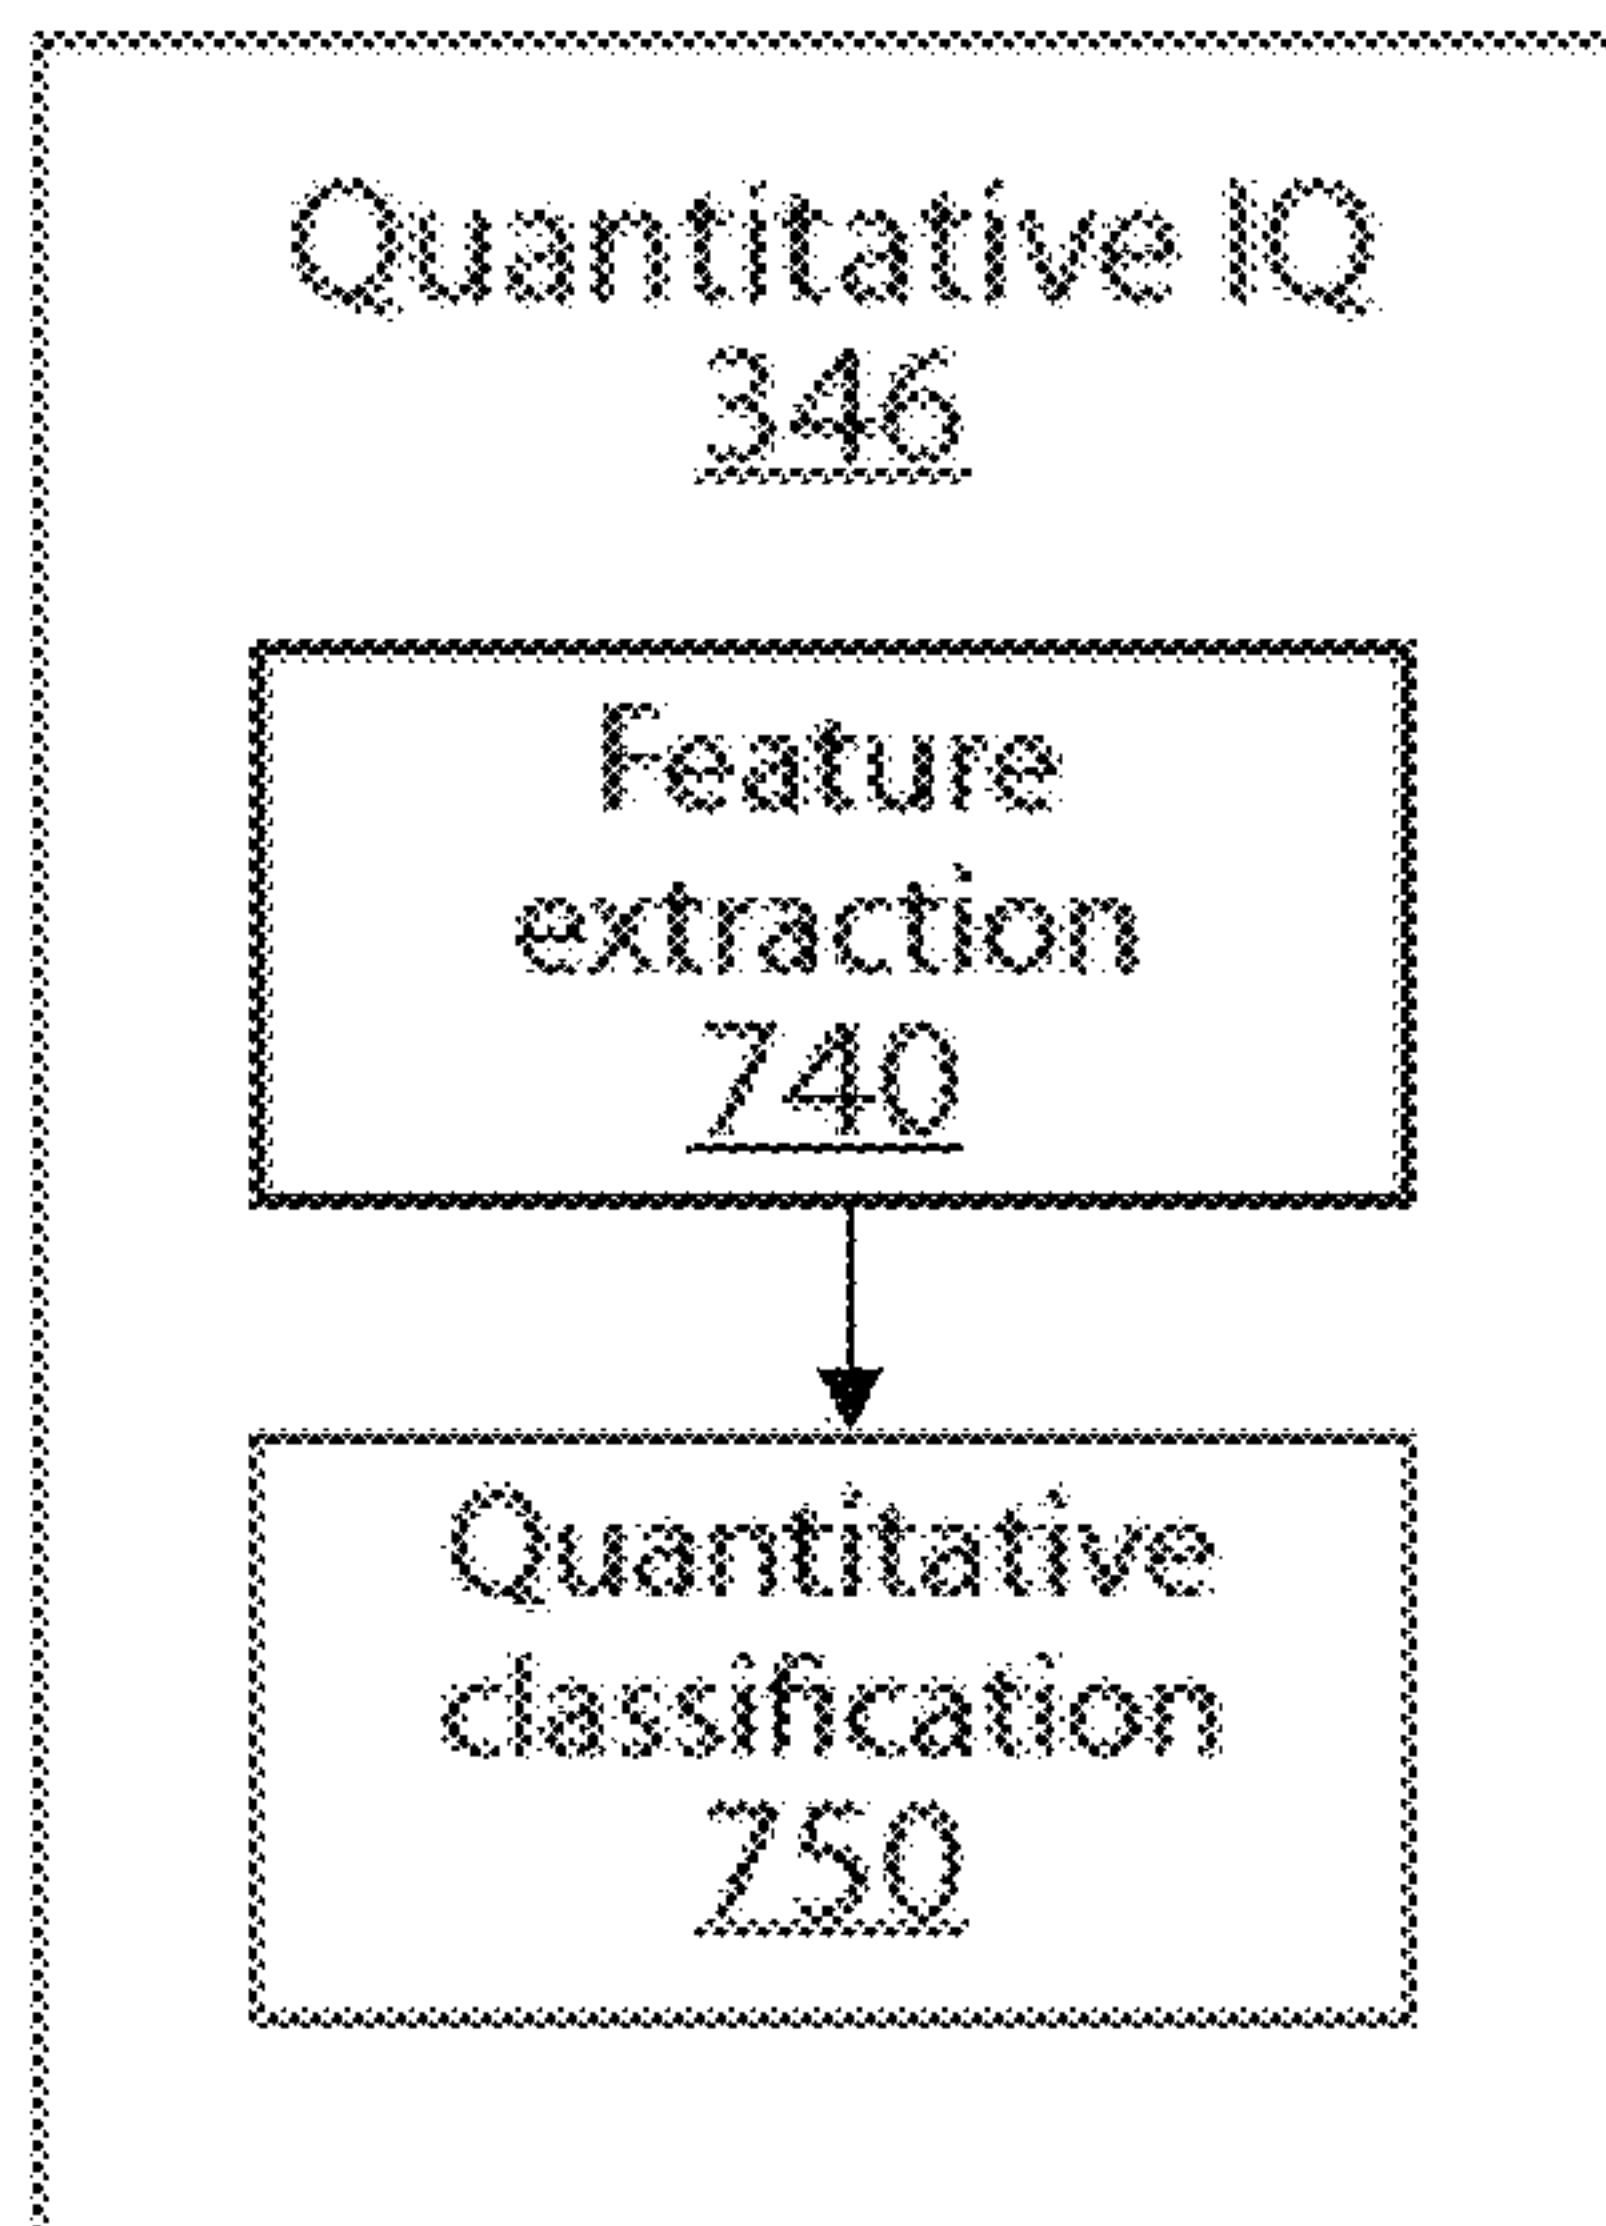 Quantitative IQ
346
Feature
extraction
740
Quantitative
classification
750